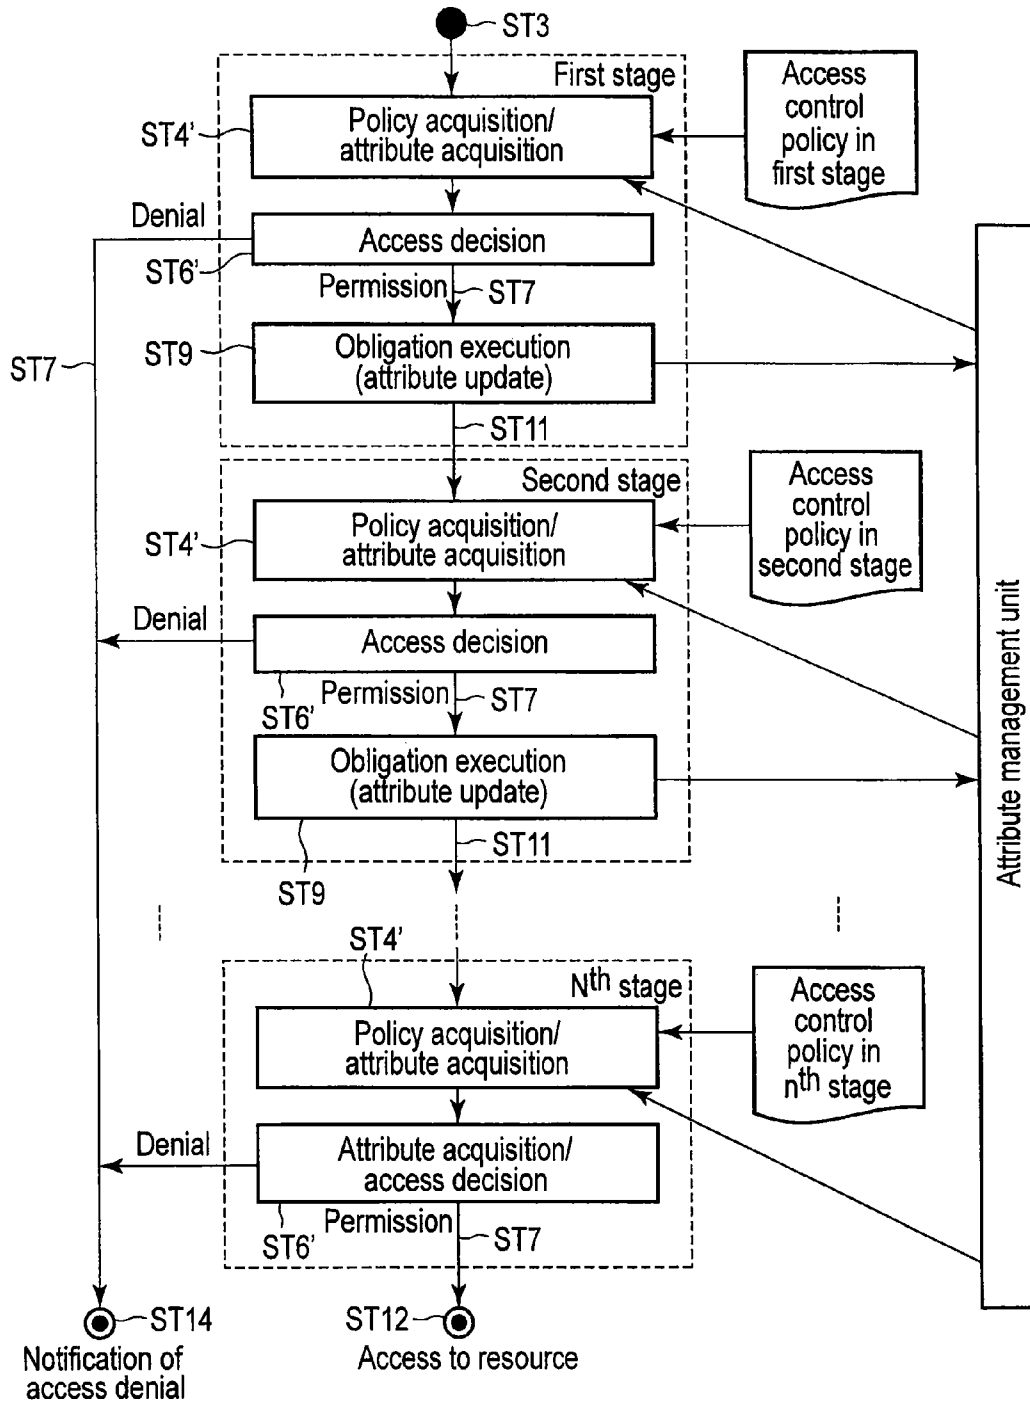 ST3
First stage
Policy acquisition/
attribute acquisition
ST4'
Access
control
policy in
first stage
Denial
Access decision
ST6'
Permission
ST7
ST7
ST9
Obligation execution
(attribute update)
ST11
Second stage
Policy acquisition/
attribute acquisition
ST4'
Access
control
policy in
second stage
Denial
Access decision
ST6'
Permission
ST7
Obligation execution
(attribute update)
ST11
ST9
Attribute management unit
ST4'
Nth stage
Policy acquisition/
attribute acquisition
Access
control
policy in
nth stage
Denial
Attribute acquisition/
access decision
ST6'
Permission
ST7
ST14
Notification of
access denial
ST12
Access to resource